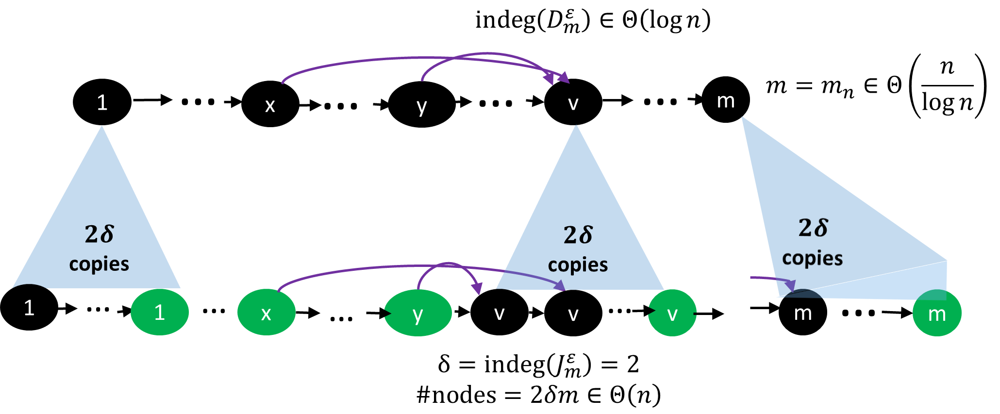 indeg(D_m^ε) ∈ Θ(log n)
1 ... x ... y ... v ... m
m = m_n ∈ Θ(n / log n)
2δ copies
2δ copies
2δ copies
1 ... 1 ... x ... y v v ... v m ... m
δ = indeg(J_m^ε) = 2
#nodes = 2δm ∈ Θ(n)